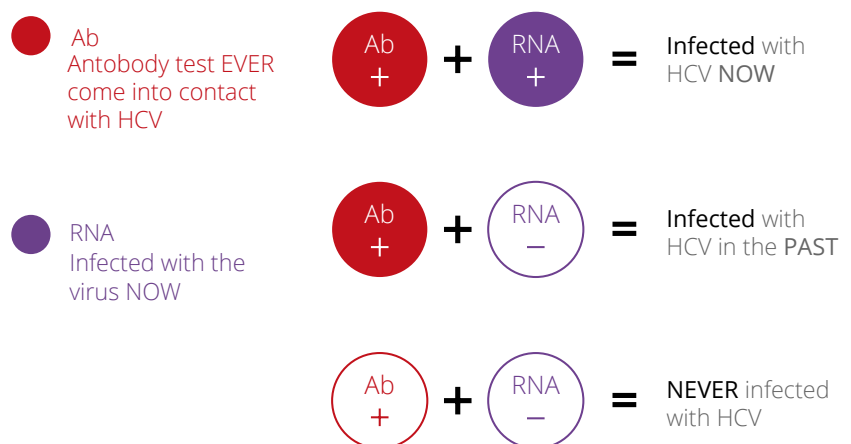 Ab
Antobody test EVER
come into contact
with HCV
Ab
+
+
RNA
+
=
Infected with
HCV NOW
RNA
Infected with the
virus NOW
Ab
+
+
RNA
–
=
Infected with
HCV in the PAST
Ab
+
+
RNA
–
=
NEVER infected
with HCV